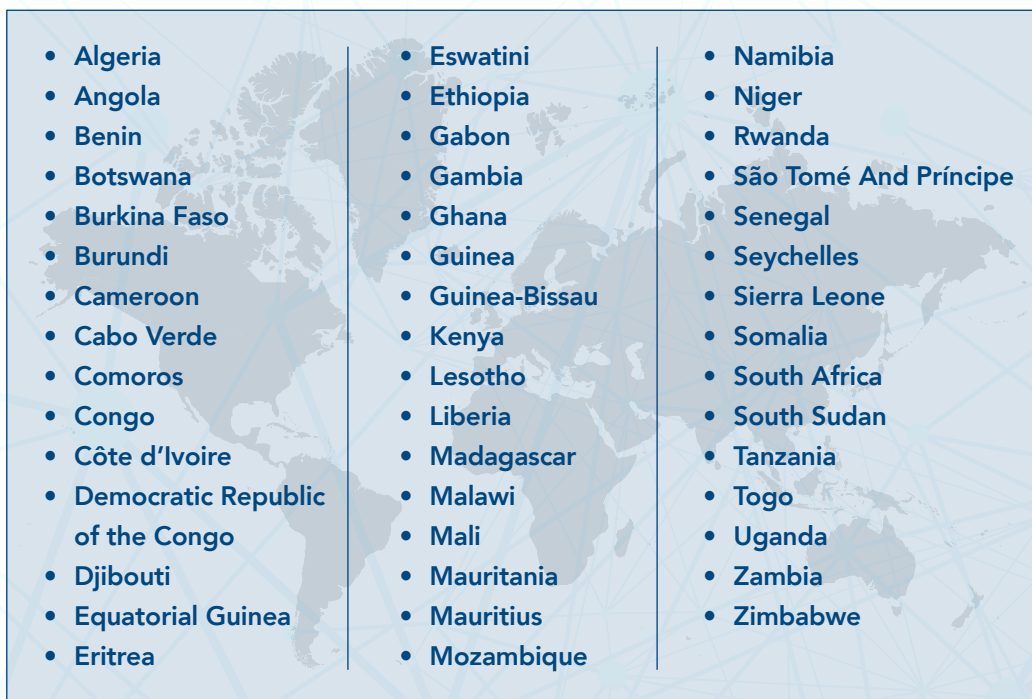 • Algeria
• Angola
• Benin
• Botswana
• Burkina Faso
• Burundi
• Cameroon
• Cabo Verde
• Comoros
• Congo
• Côte d’Ivoire
• Democratic Republic
of the Congo
• Djibouti
• Equatorial Guinea
• Eritrea
• Eswatini
• Ethiopia
• Gabon
• Gambia
• Ghana
• Guinea
• Guinea-Bissau
• Kenya
• Lesotho
• Liberia
• Madagascar
• Malawi
• Mali
• Mauritania
• Mauritius
• Mozambique
• Namibia
• Niger
• Rwanda
• São Tomé And Príncipe
• Senegal
• Seychelles
• Sierra Leone
• Somalia
• South Africa
• South Sudan
• Tanzania
• Togo
• Uganda
• Zambia
• Zimbabwe